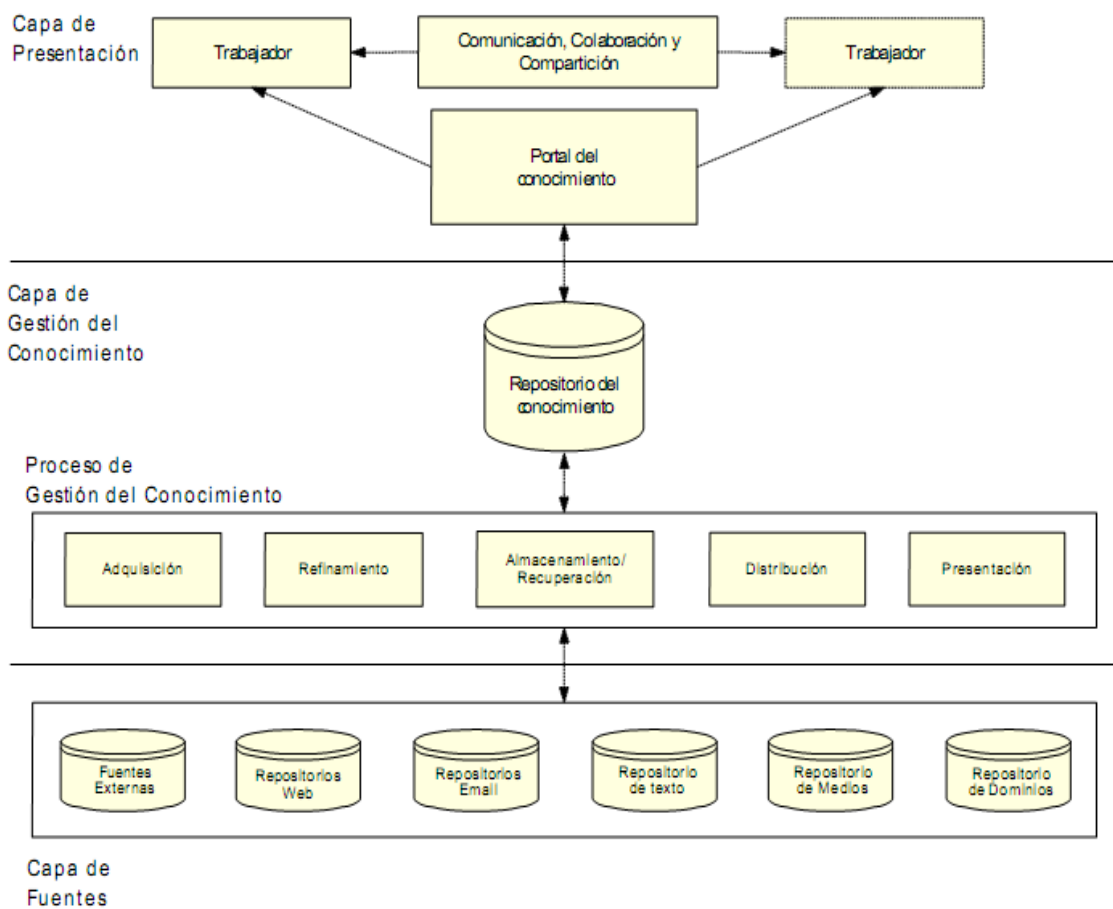 Capa de
Presentación
Trabajador
Comunicación, Colaboración y
Compartición
Trabajador
Portal del
conocimiento
Capa de
Gestión del
Conocimiento
Repositorio del
conocimiento
Proceso de
Gestión del Conocimiento
Adquisición
Refinamiento
Almacenamiento/
Recuperación
Distribución
Presentación
Fuentes
Externas
Repositorios
Web
Repositorios
Email
Repositorio
de texto
Repositorio
de Medios
Repositorio
de Dominios
Capa de
Fuentes